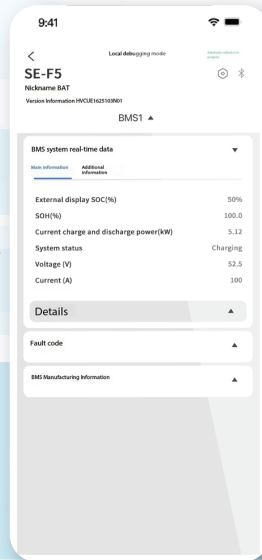 9:41
Local debugging mode
SE-F5
Nickname BAT
Version Information HVCUE1625103N01
BMS1
BMS system real-time data
Main information Additional information
External display SOC(%) 50%
SOH(%) 100.0
Current charge and discharge power(kW) 5.12
System status Charging
Voltage (V) 52.5
Current (A) 100
Details
Fault code
BMS Manufacturing Information